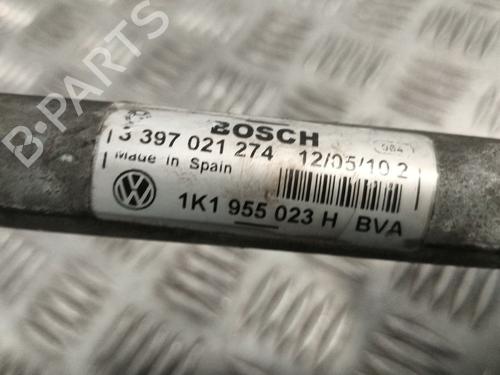 B-PARTS
BOSCH
3 397 021 274 12/05/10 2
Made in Spain
1K1 955 023 H BVA